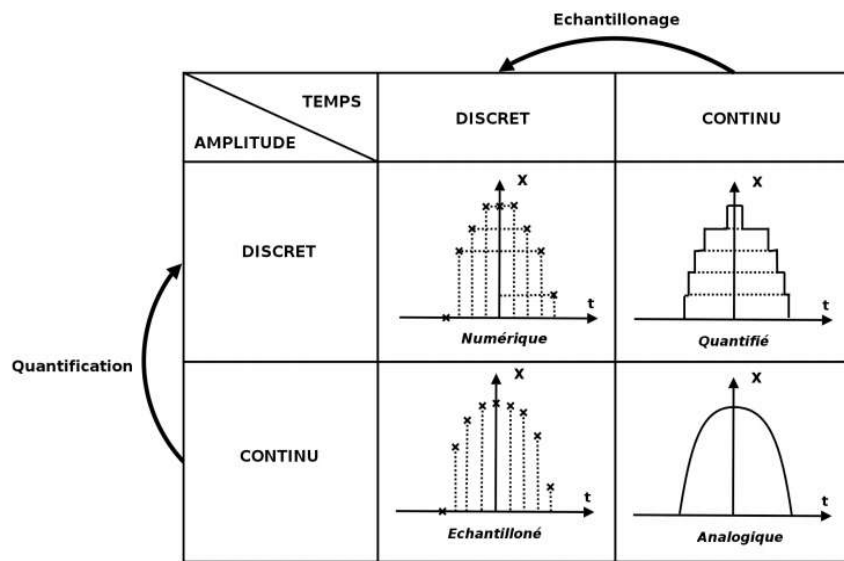 Echantillonage
TEMPS
AMPLITUDE
DISCRET
CONTINU
DISCRET
X
t
Numérique
X
t
Quantifié
Quantification
CONTINU
X
t
Echantilloné
X
t
Analogique